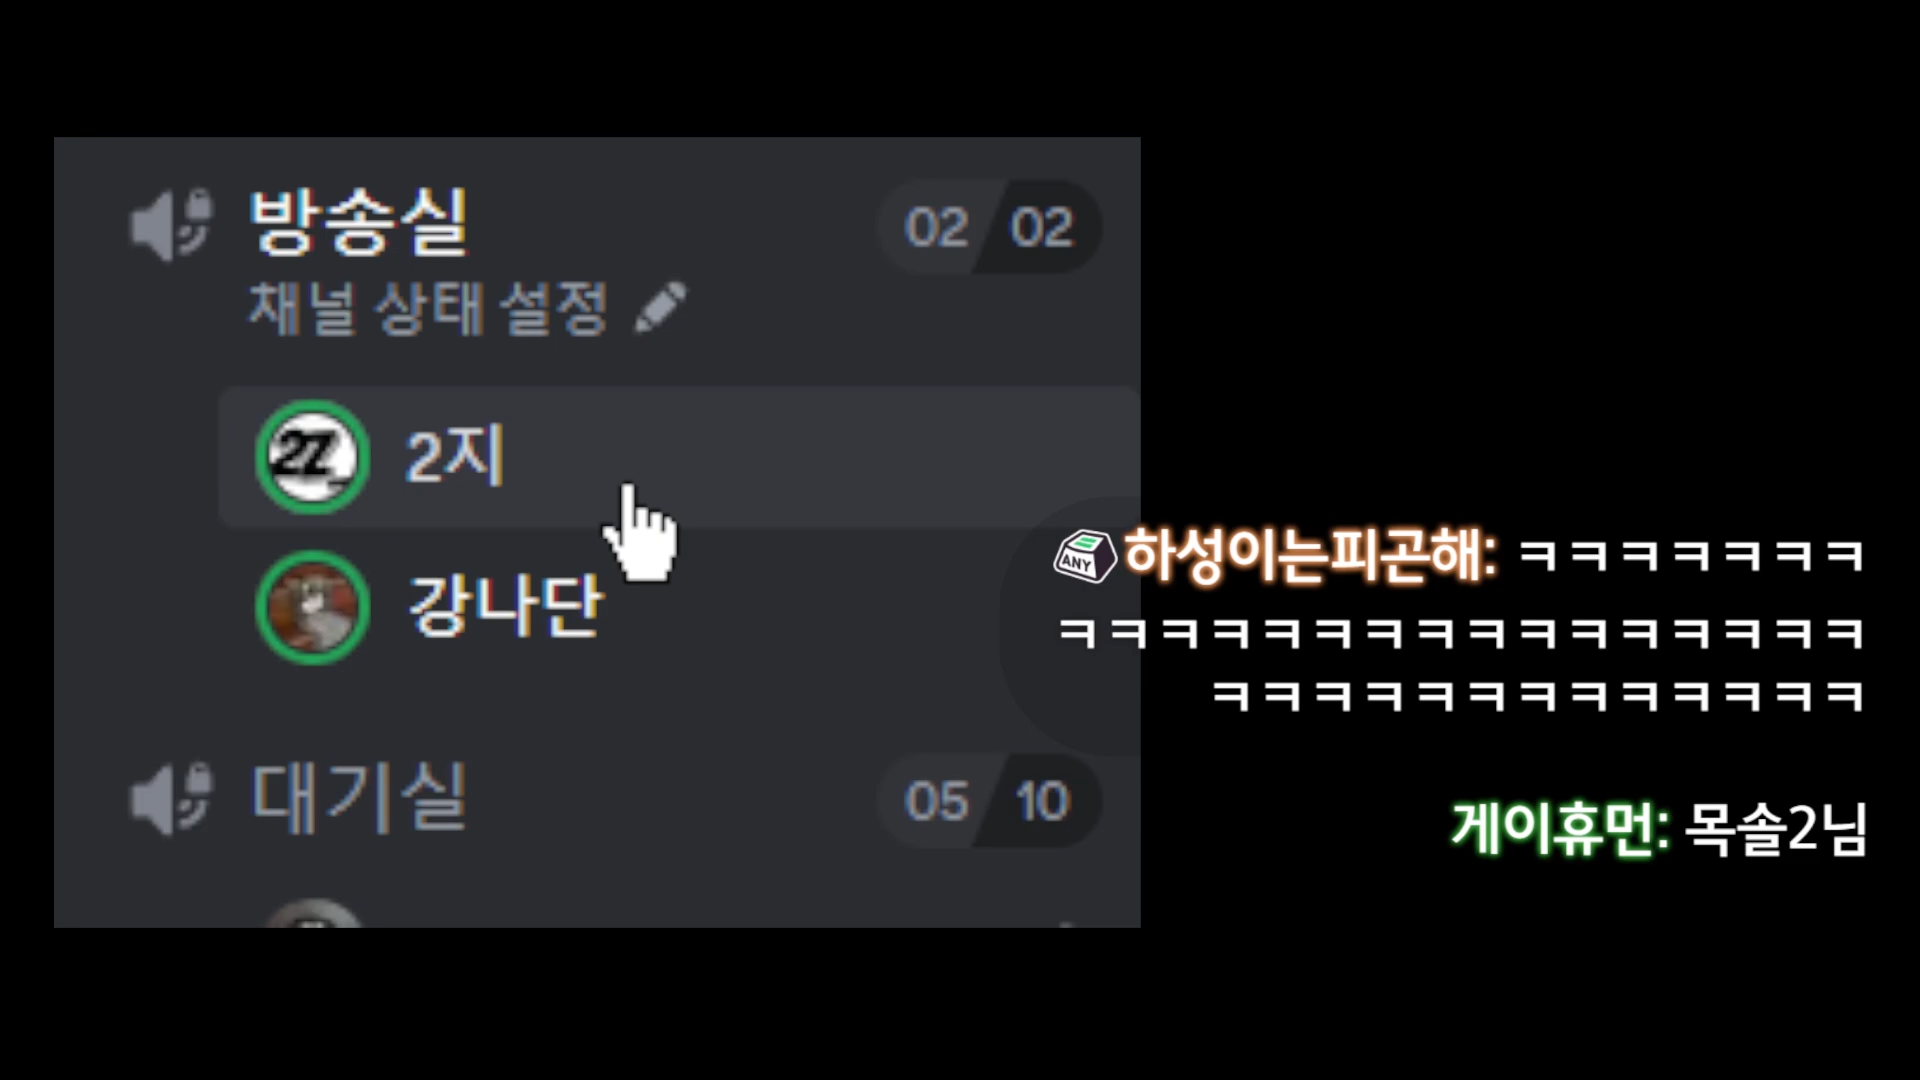 방송실 02 02
채널 상태 설정
2Z 2지
강나단
대기실 05 10
ANY 하성이는피곤해: ㅋㅋㅋㅋㅋㅋㅋ
ㅋㅋㅋㅋㅋㅋㅋㅋㅋㅋㅋㅋㅋㅋㅋㅋ
ㅋㅋㅋㅋㅋㅋㅋㅋㅋㅋㅋㅋㅋ
게이휴먼: 목솔2님